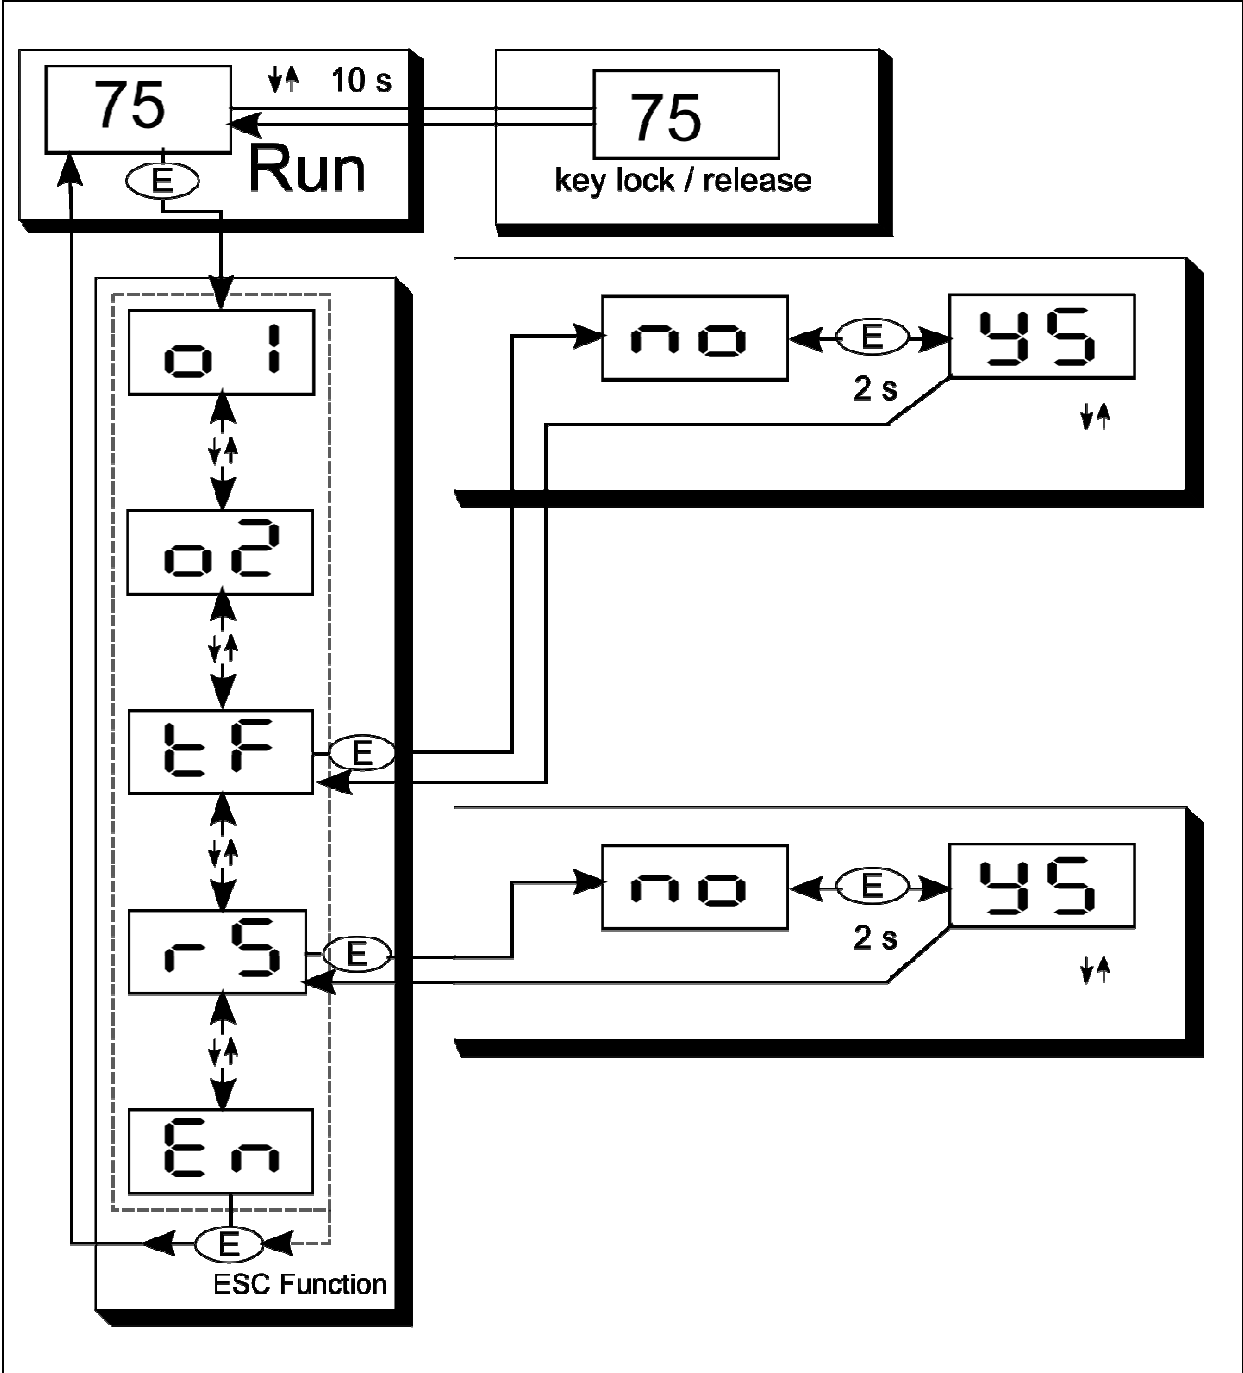 75
↓↑ 10 s
E
Run
75
key lock / release
o 1
o2
tF
E
rS
E
En
E
ESC Function
no
E
2 s
yS
↓↑
no
E
2 s
yS
↓↑